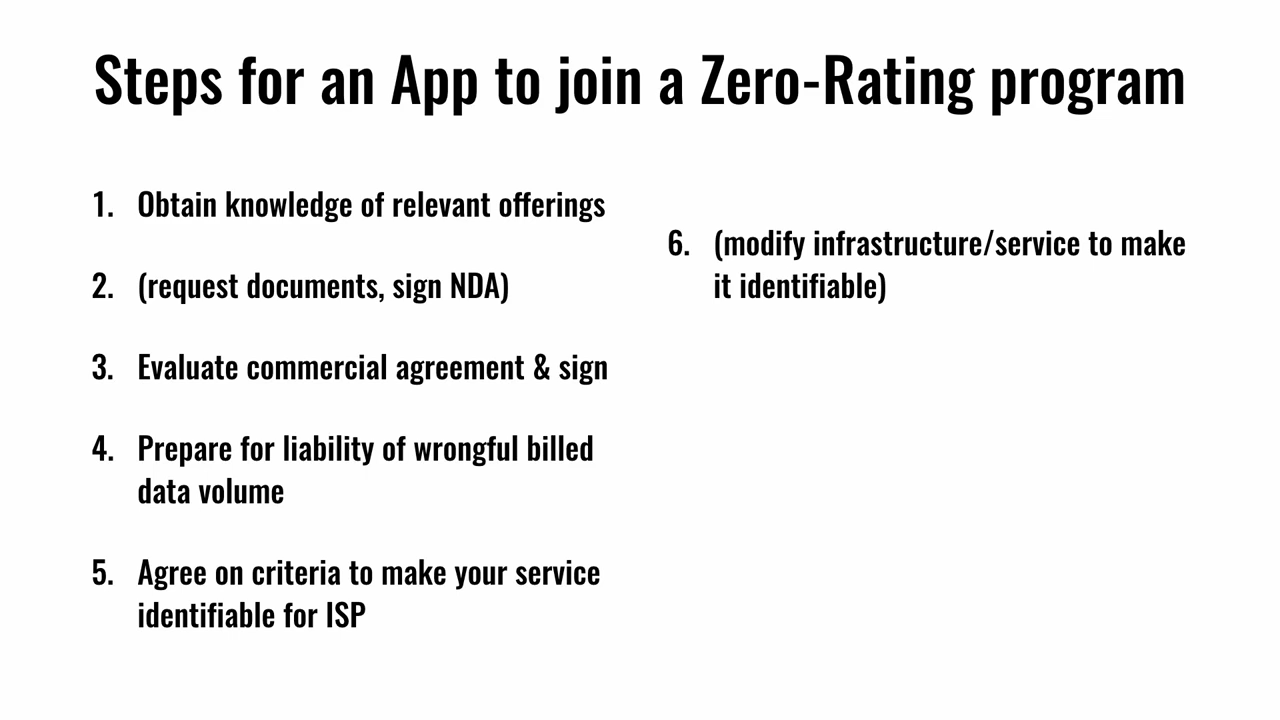 Steps for an App to join a Zero-Rating program
1. Obtain knowledge of relevant offerings
2. (request documents, sign NDA)
3. Evaluate commercial agreement & sign
4. Prepare for liability of wrongful billed
data volume
5. Agree on criteria to make your service
identifiable for ISP
6. (modify infrastructure/service to make
it identifiable)